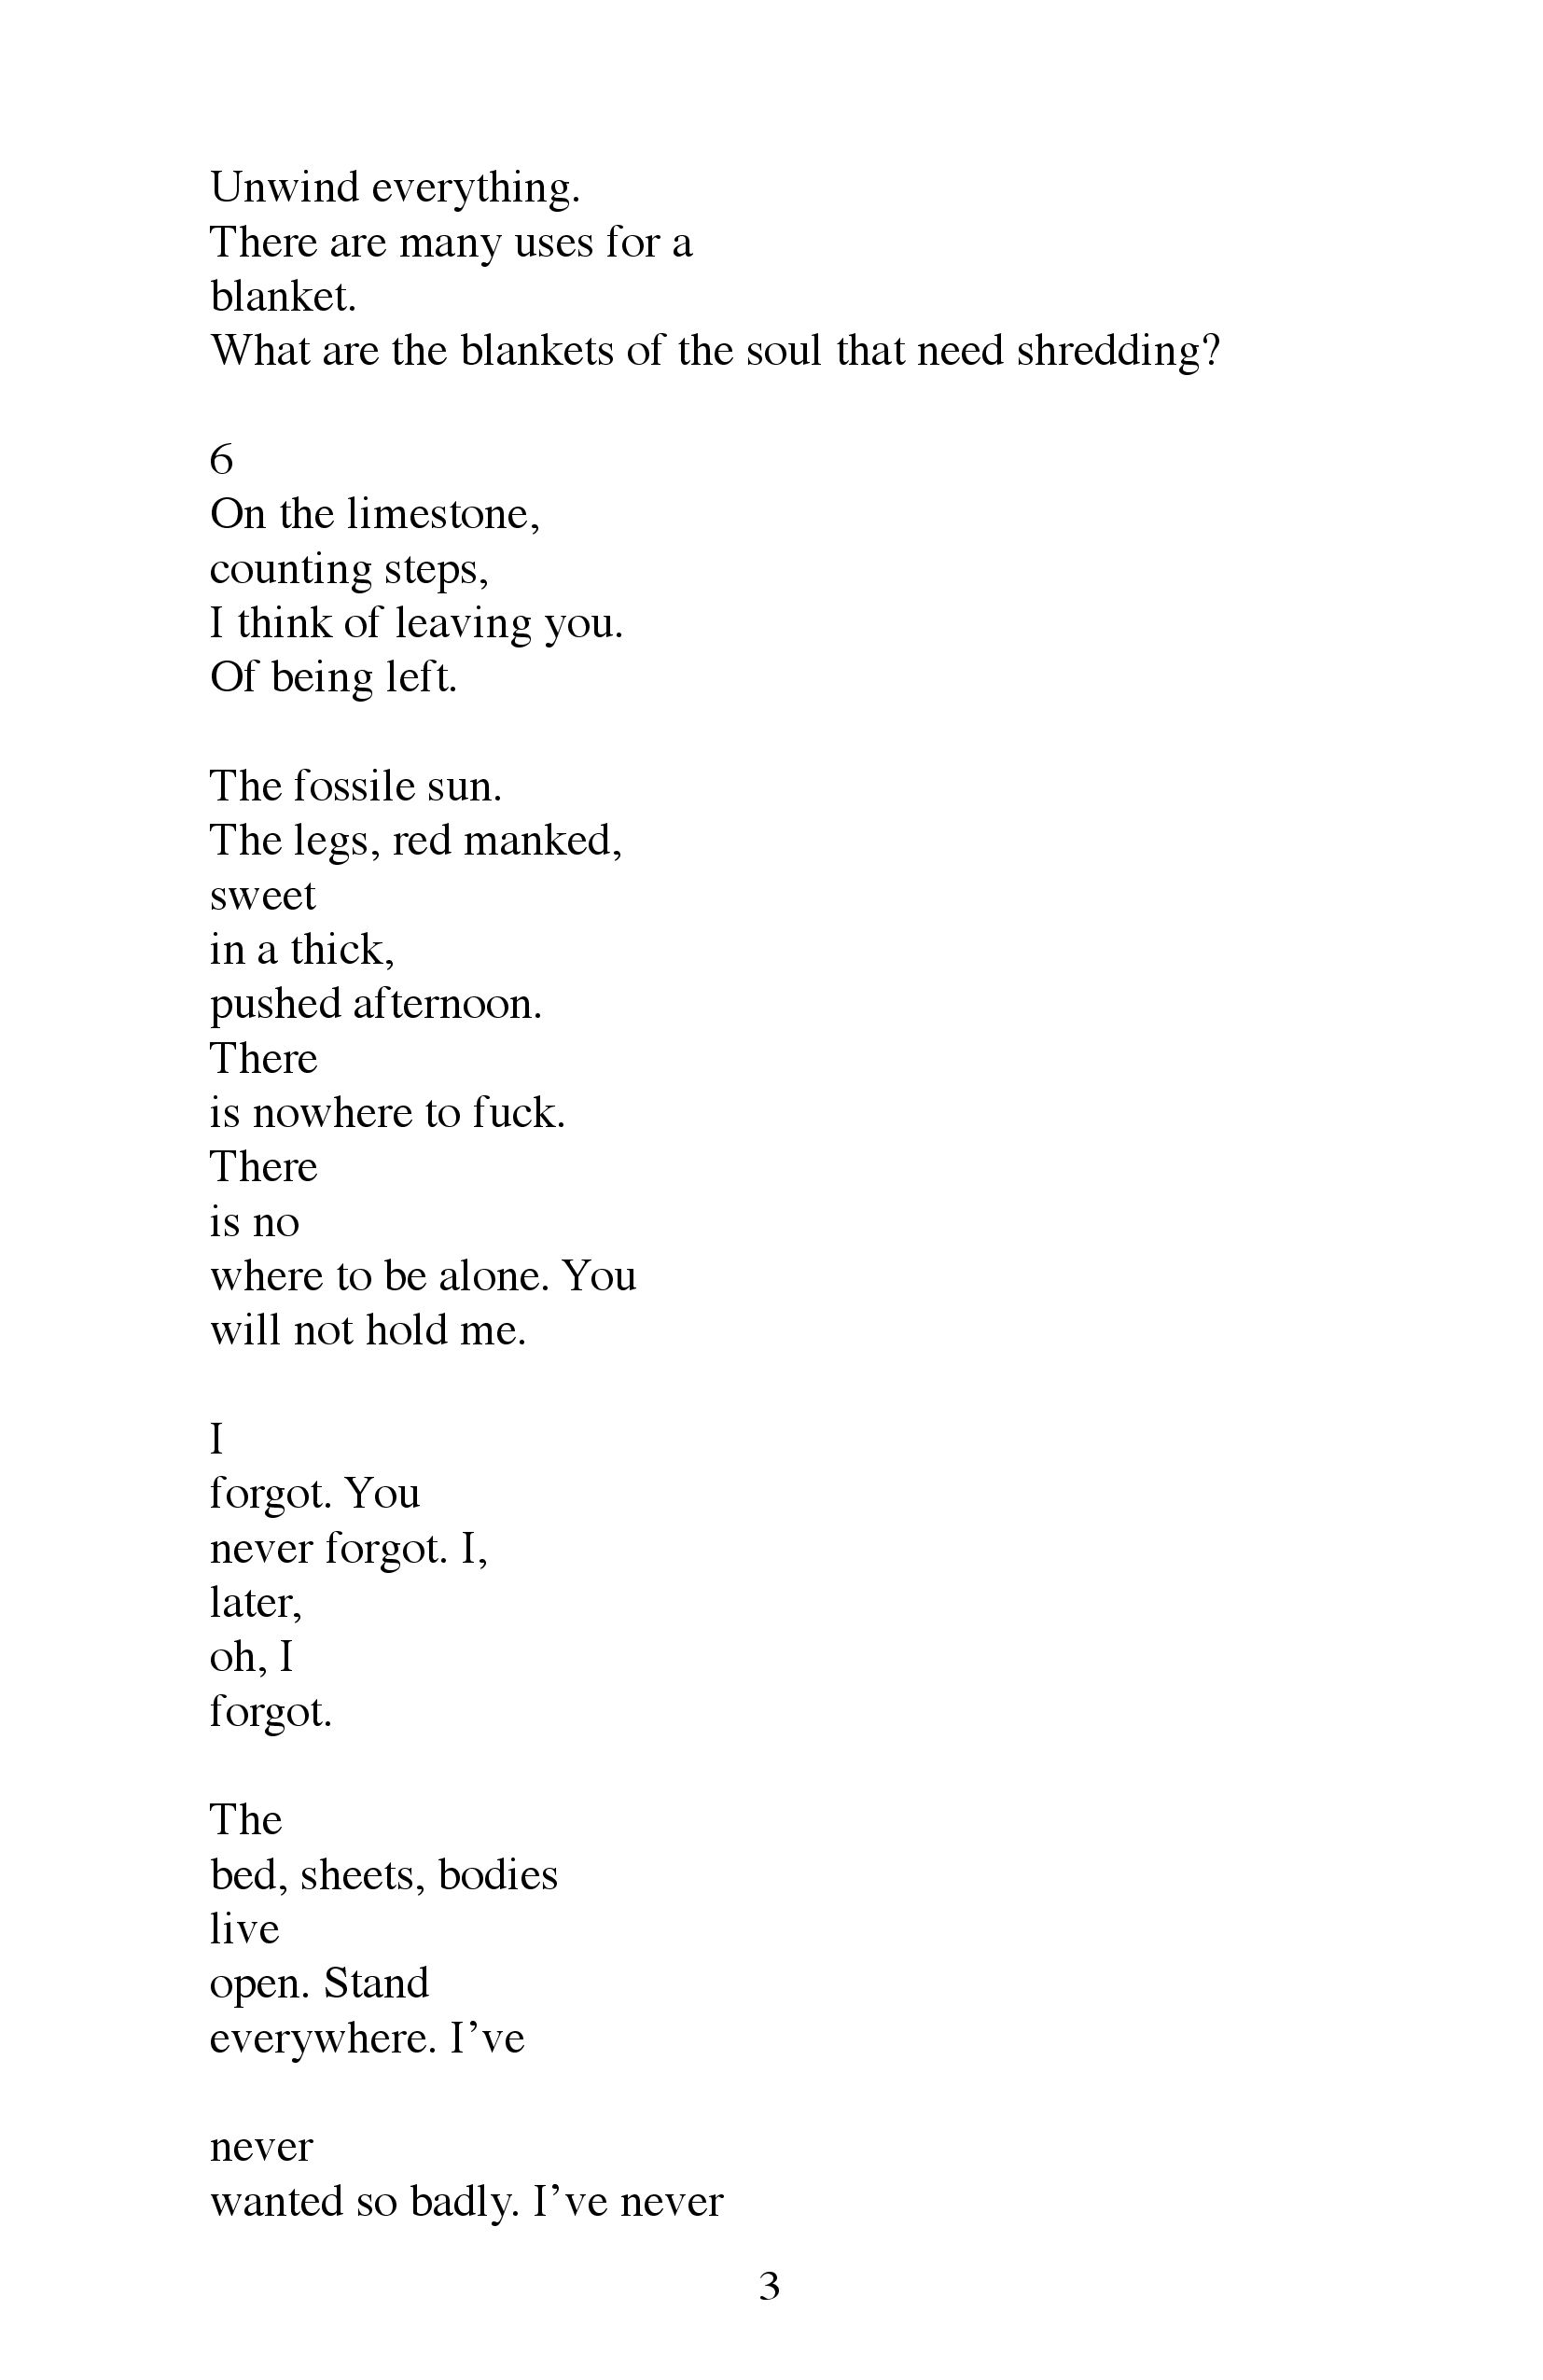 Unwind everything.
There are many uses for a
blanket.
What are the blankets of the soul that need shredding?
6
On the limestone,
counting steps,
I think of leaving you.
Of being left.
The fossile sun.
The legs, red manked,
sweet
in a thick,
pushed afternoon.
There
is nowhere to fuck.
There
is no
where to be alone. You
will not hold me.
I
forgot. You
never forgot. I,
later,
oh, I
forgot.
The
bed, sheets, bodies
live
open. Stand
everywhere. I’ve
never
wanted so badly. I’ve never
3